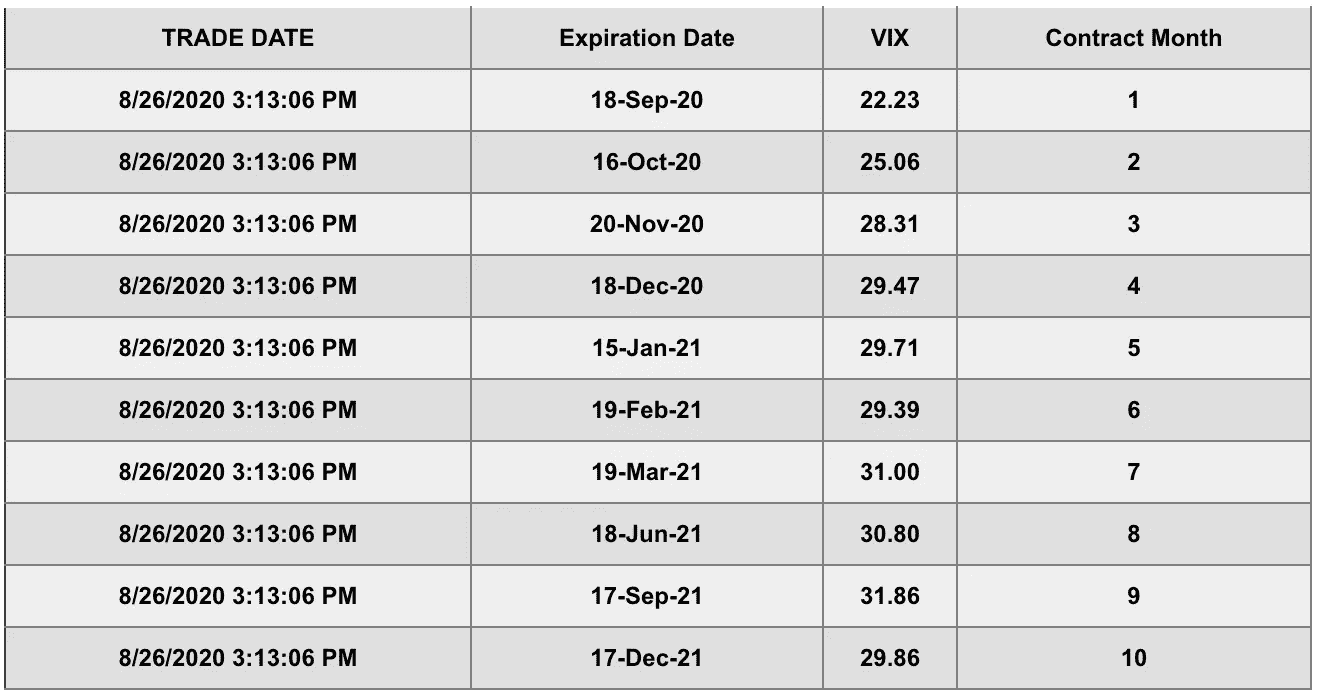 TRADE DATE Expiration Date VIX Contract Month
8/26/2020 3:13:06 PM 18-Sep-20 22.23 1
8/26/2020 3:13:06 PM 16-Oct-20 25.06 2
8/26/2020 3:13:06 PM 20-Nov-20 28.31 3
8/26/2020 3:13:06 PM 18-Dec-20 29.47 4
8/26/2020 3:13:06 PM 15-Jan-21 29.71 5
8/26/2020 3:13:06 PM 19-Feb-21 29.39 6
8/26/2020 3:13:06 PM 19-Mar-21 31.00 7
8/26/2020 3:13:06 PM 18-Jun-21 30.80 8
8/26/2020 3:13:06 PM 17-Sep-21 31.86 9
8/26/2020 3:13:06 PM 17-Dec-21 29.86 10